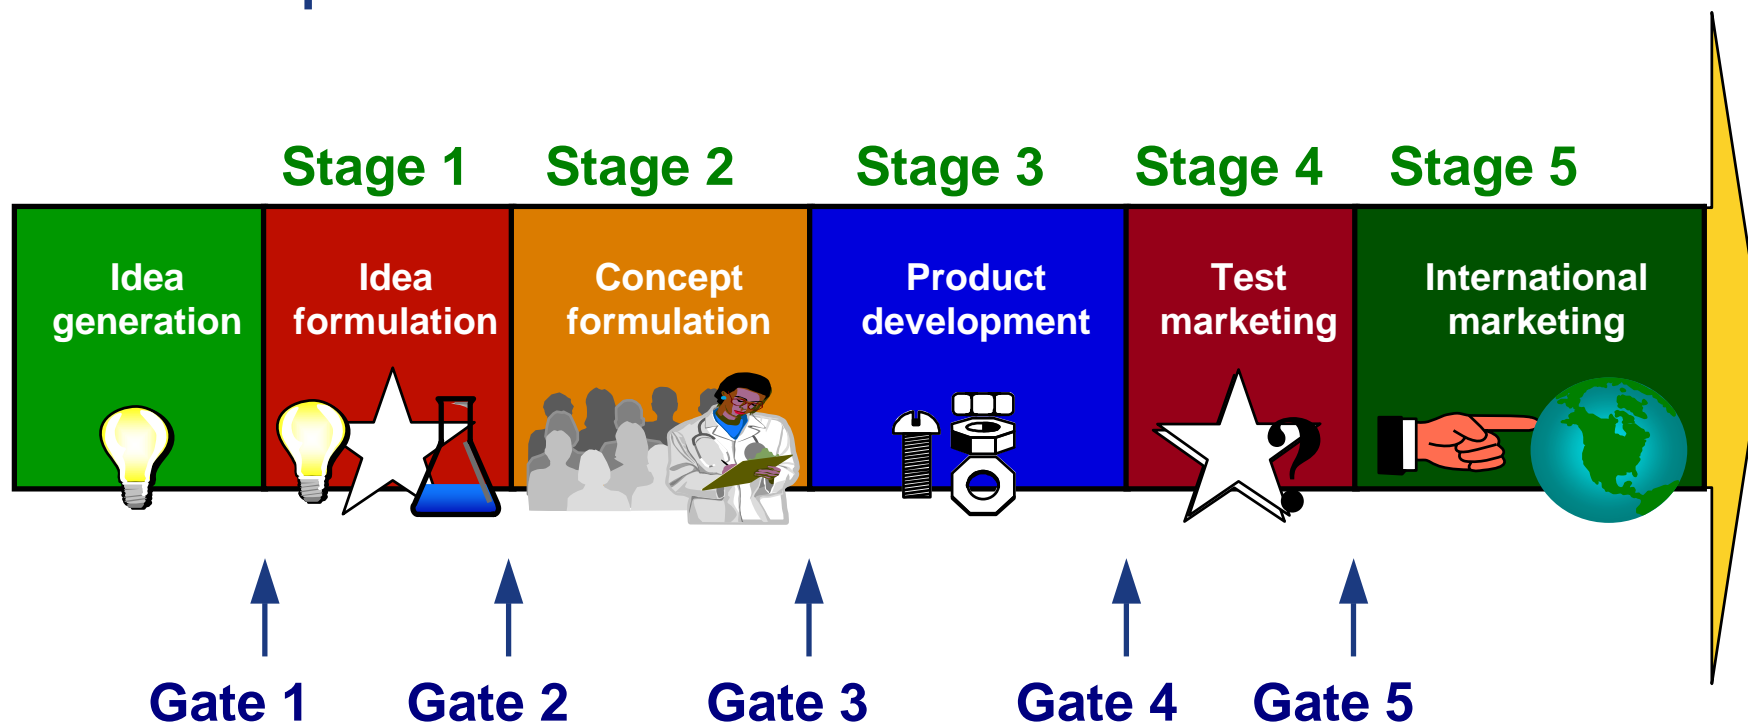 Stage 1 Stage 2 Stage 3 Stage 4 Stage 5
Idea
generation
Idea
formulation
Concept
formulation
Product
development
Test
marketing
International
marketing
?
Gate 1 Gate 2 Gate 3 Gate 4 Gate 5